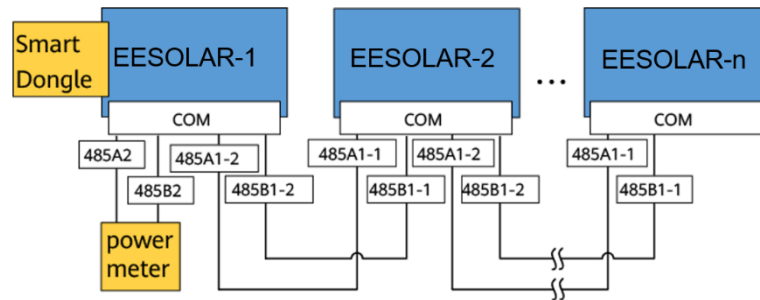 Smart
Dongle
EESOLAR-1
EESOLAR-2
...
EESOLAR-n
COM
COM
COM
485A2
485A1-2
485A1-1
485A1-2
485A1-1
485B2
485B1-2
485B1-1
485B1-2
485B1-1
power
meter